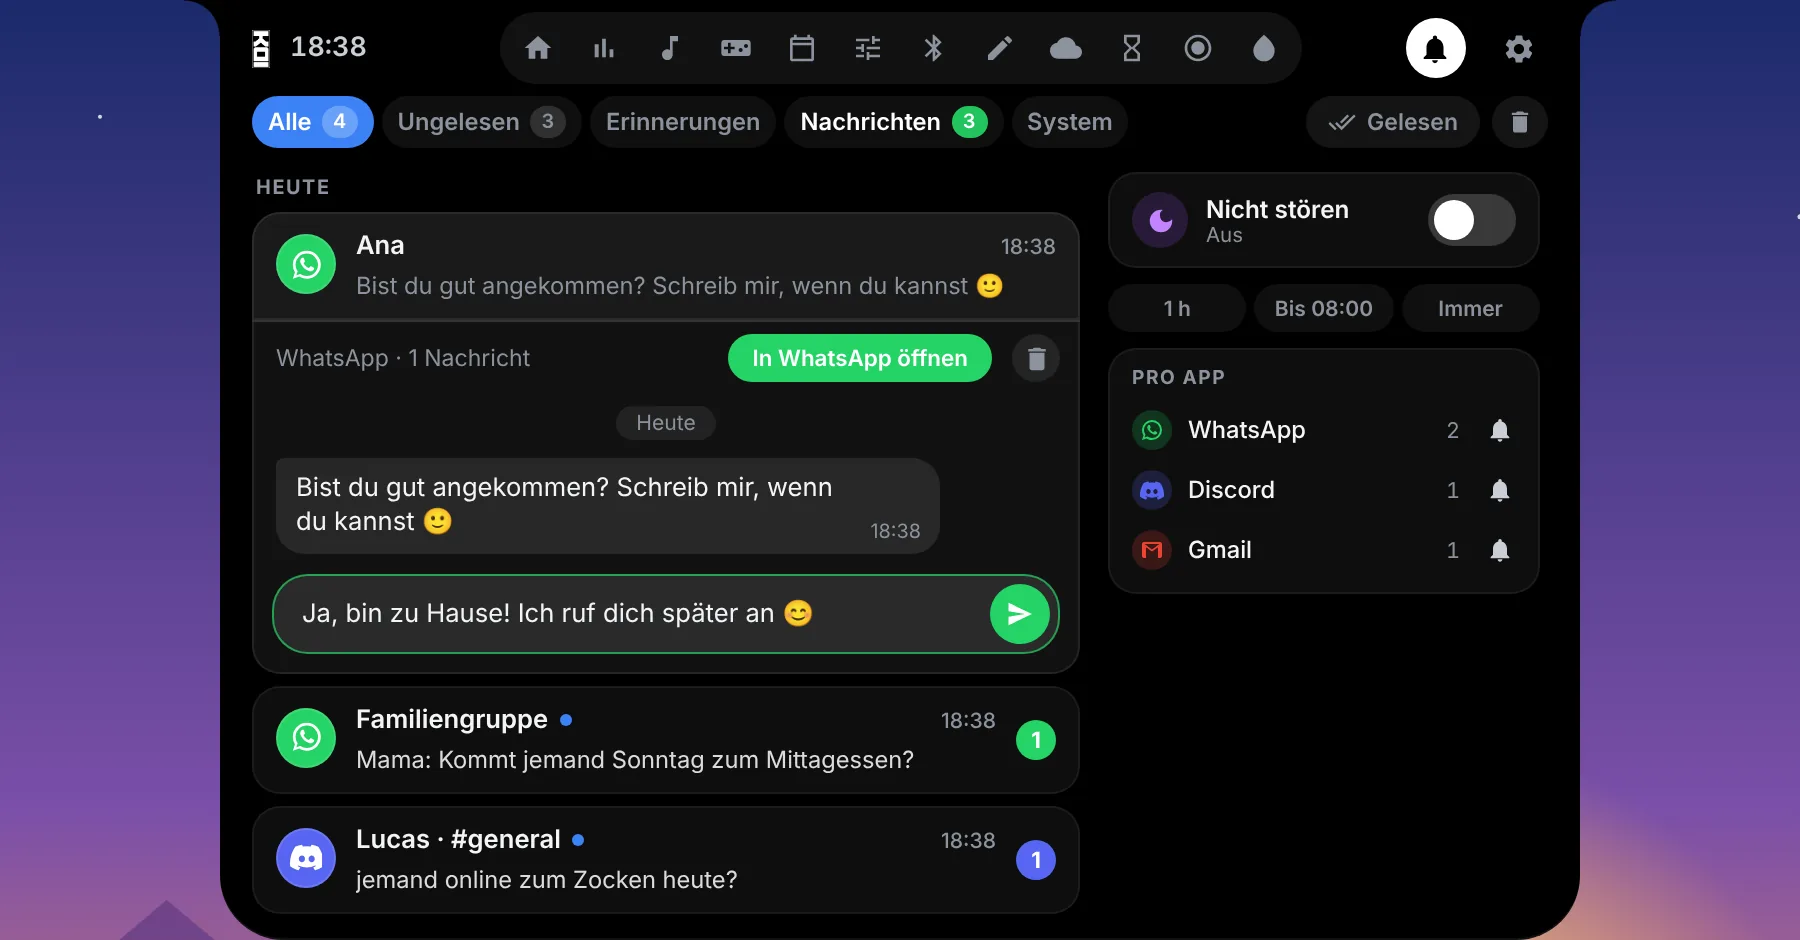 18:38
Alle 4
Ungelesen 3
Erinnerungen
Nachrichten 3
System
Gelesen
HEUTE
Ana
18:38
Bist du gut angekommen? Schreib mir, wenn du kannst 🙂
WhatsApp · 1 Nachricht
In WhatsApp öffnen
Heute
Bist du gut angekommen? Schreib mir, wenn
du kannst 🙂
18:38
Ja, bin zu Hause! Ich ruf dich später an 😊
Familiengruppe
18:38
Mama: Kommt jemand Sonntag zum Mittagessen?
1
Lucas · #general
18:38
jemand online zum Zocken heute?
1
Nicht stören
Aus
1 h
Bis 08:00
Immer
PRO APP
WhatsApp 2
Discord 1
Gmail 1